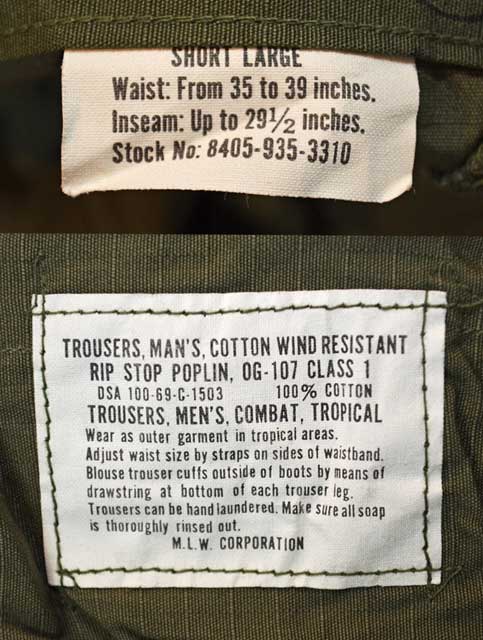 SHORT LARGE
Waist: From 35 to 39 inches.
Inseam: Up to 29½ inches.
Stock No: 8405-935-3310
TROUSERS, MAN'S, COTTON WIND RESISTANT
RIP STOP POPLIN, OG-107 CLASS 1
DSA 100-69-C-1503 100% COTTON
TROUSERS, MEN'S, COMBAT, TROPICAL
Wear as outer garment in tropical areas.
Adjust waist size by straps on sides of waistband.
Blouse trouser cuffs outside of boots by means of
drawstring at bottom of each trouser leg.
Trousers can be hand laundered. Make sure all soap
is thoroughly rinsed out.
M.L.W. CORPORATION